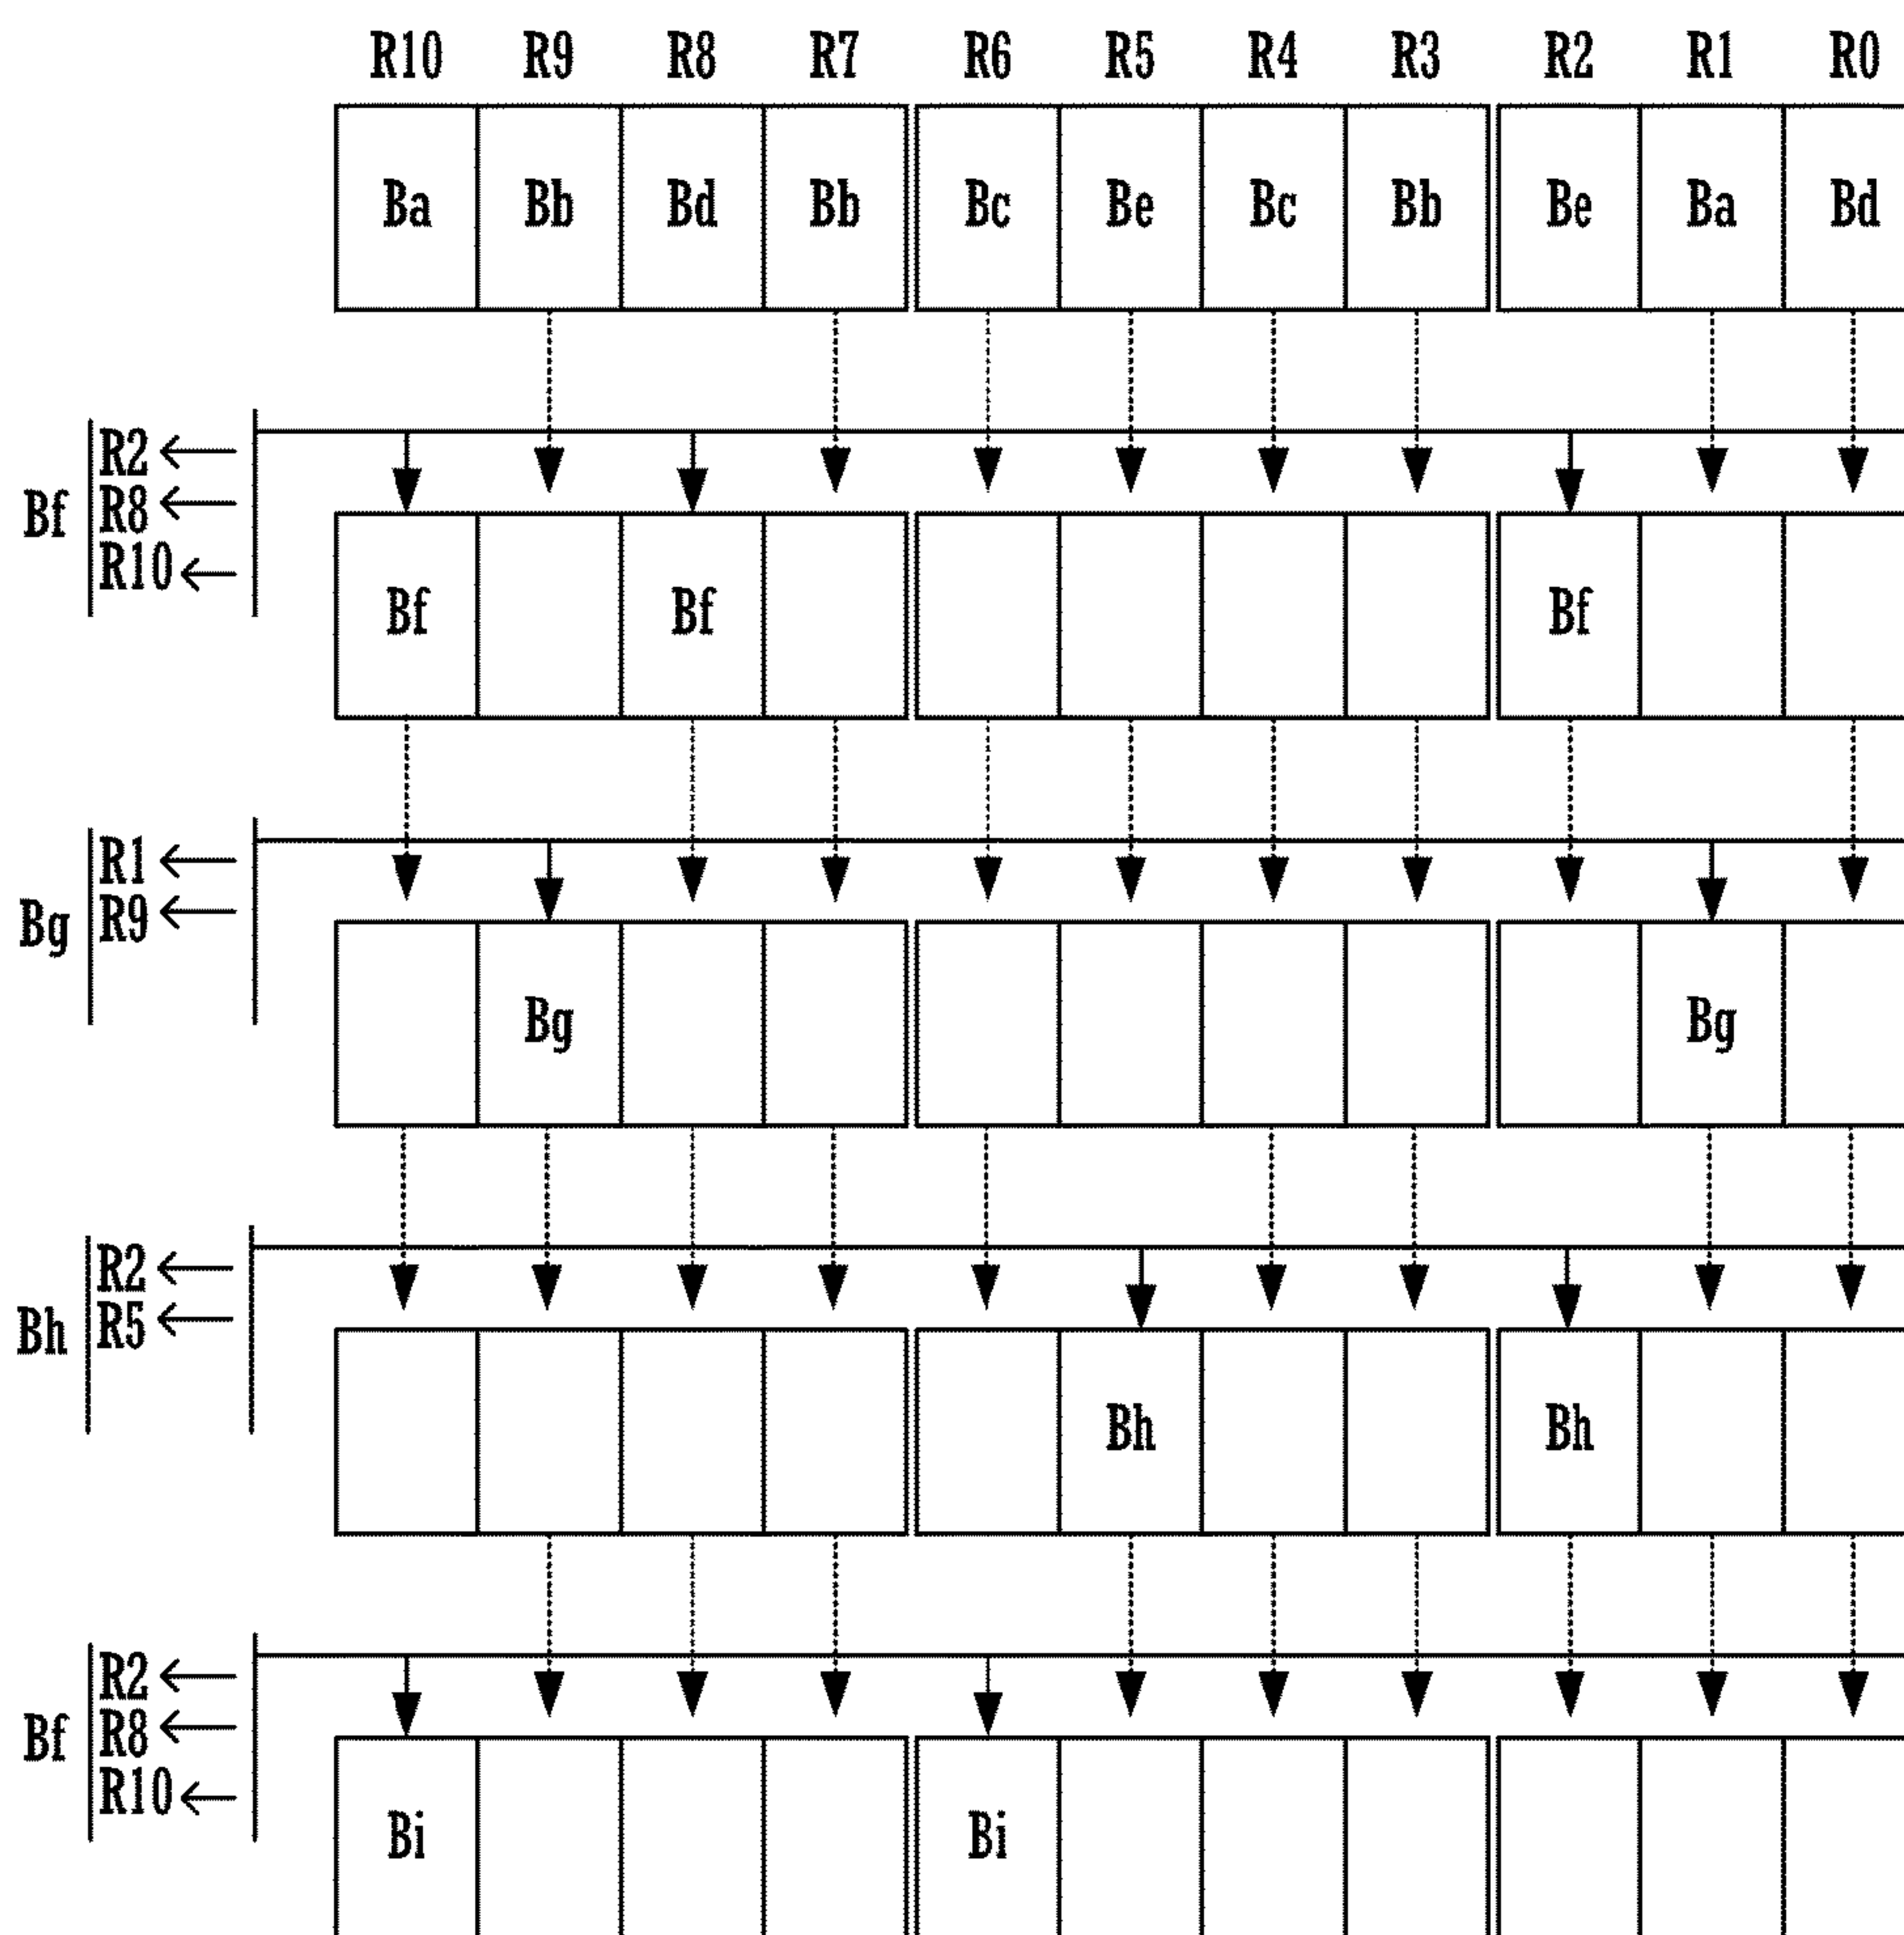 R10 R9 R8 R7 R6 R5 R4 R3 R2 R1 R0
Ba Bb Bd Bb Bc Be Bc Bb Be Ba Bd
R2
Bf R8
R10
Bf Bf Bf
R1
Bg R9
Bg Bg
R2
Bh R5
Bh Bh
R2
Bf R8
R10
Bi Bi